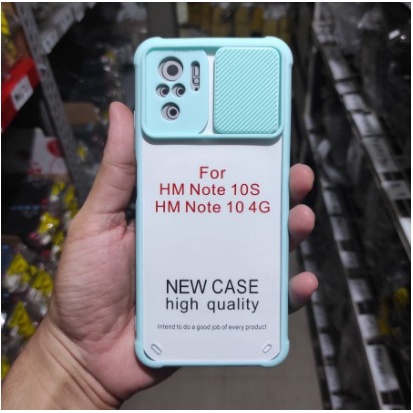 For
HM Note 10S
HM Note 10 4G
NEW CASE
high quality
Intend to do a good job of every product